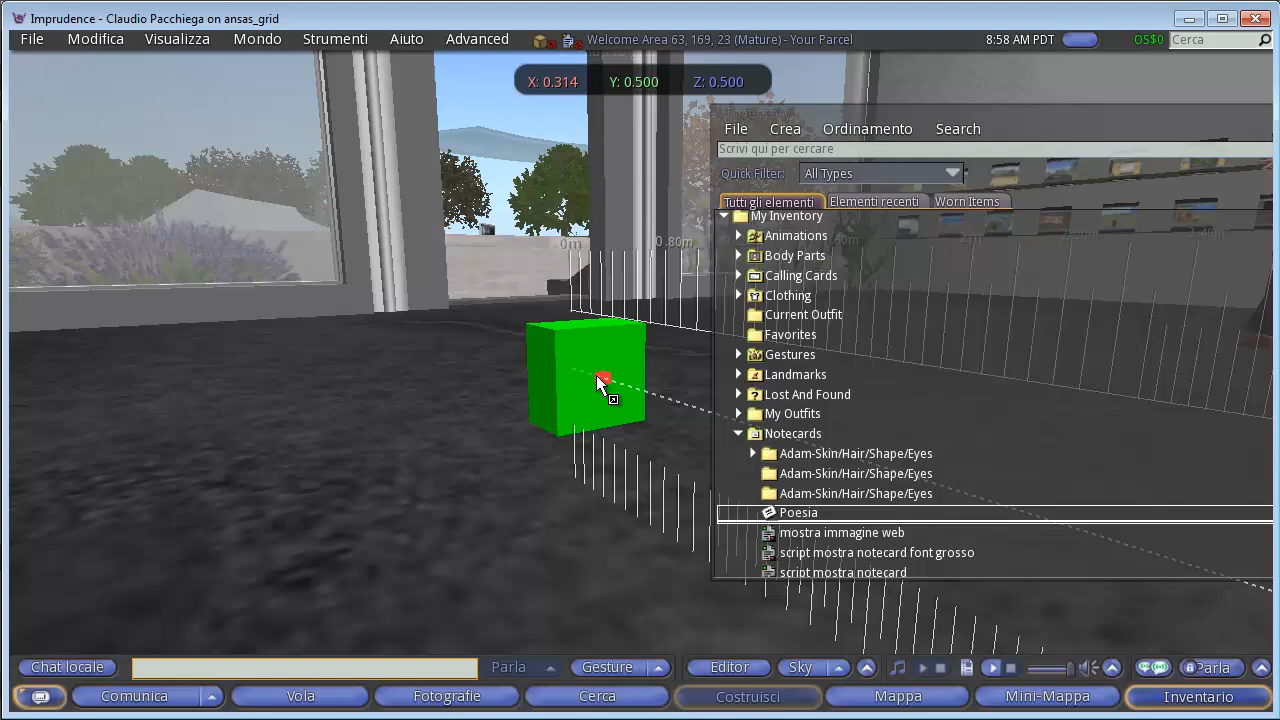 Imprudence - Claudio Pacchiega on ansas_grid
File Modifica Visualizza Mondo Strumenti Aiuto Advanced Welcome Area 63, 169, 23 (Mature) - Your Parcel 8:58 AM PDT OS$0 Cerca
X: 0.314 Y: 0.500 Z: 0.500
File Crea Ordinamento Search
Scrivi qui per cercare
Quick Filter: All Types
Tutti gli elementi Elementi recenti Worn Items
My Inventory
Animations
0m 0.80m
Body Parts
Calling Cards
Clothing
Current Outfit
Favorites
Gestures
Landmarks
Lost And Found
My Outfits
Notecards
Adam-Skin/Hair/Shape/Eyes
Adam-Skin/Hair/Shape/Eyes
Adam-Skin/Hair/Shape/Eyes
Poesia
mostra immagine web
script mostra notecard font grosso
script mostra notecard
Chat locale Parla Gesture Editor Sky Parla
Comunica Vola Fotografie Cerca Costruisci Mappa Mini-Mappa Inventario